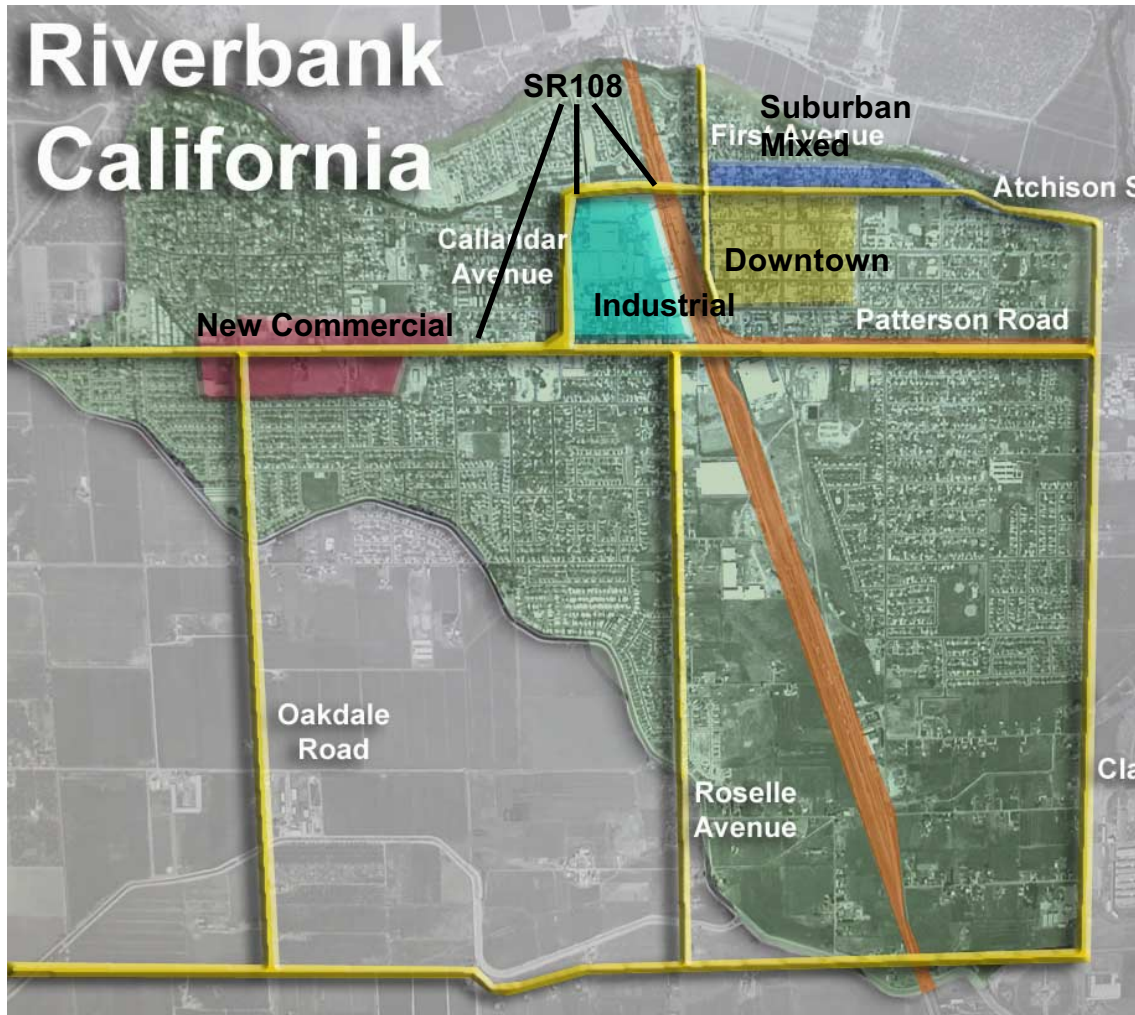 Riverbank
California
SR108
Suburban
Mixed
First Avenue
Atchison S
Callandar
Avenue
Downtown
Industrial
New Commercial
Patterson Road
Oakdale
Road
Roselle
Avenue
Cla